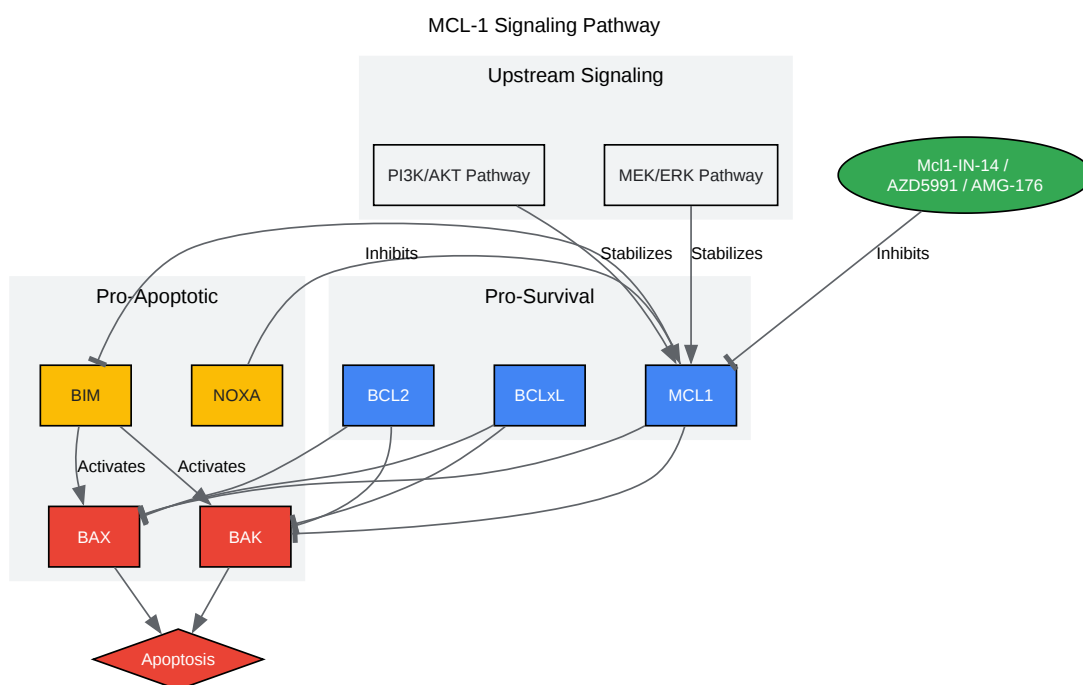 MCL-1 Signaling Pathway
Upstream Signaling
PI3K/AKT Pathway
MEK/ERK Pathway
Mcl1-IN-14 /
AZD5991 / AMG-176
Inhibits
Stabilizes
Stabilizes
Inhibits
Pro-Apoptotic
Pro-Survival
BIM
NOXA
BCL2
BCLxL
MCL1
Activates
Activates
BAX
BAK
Apoptosis